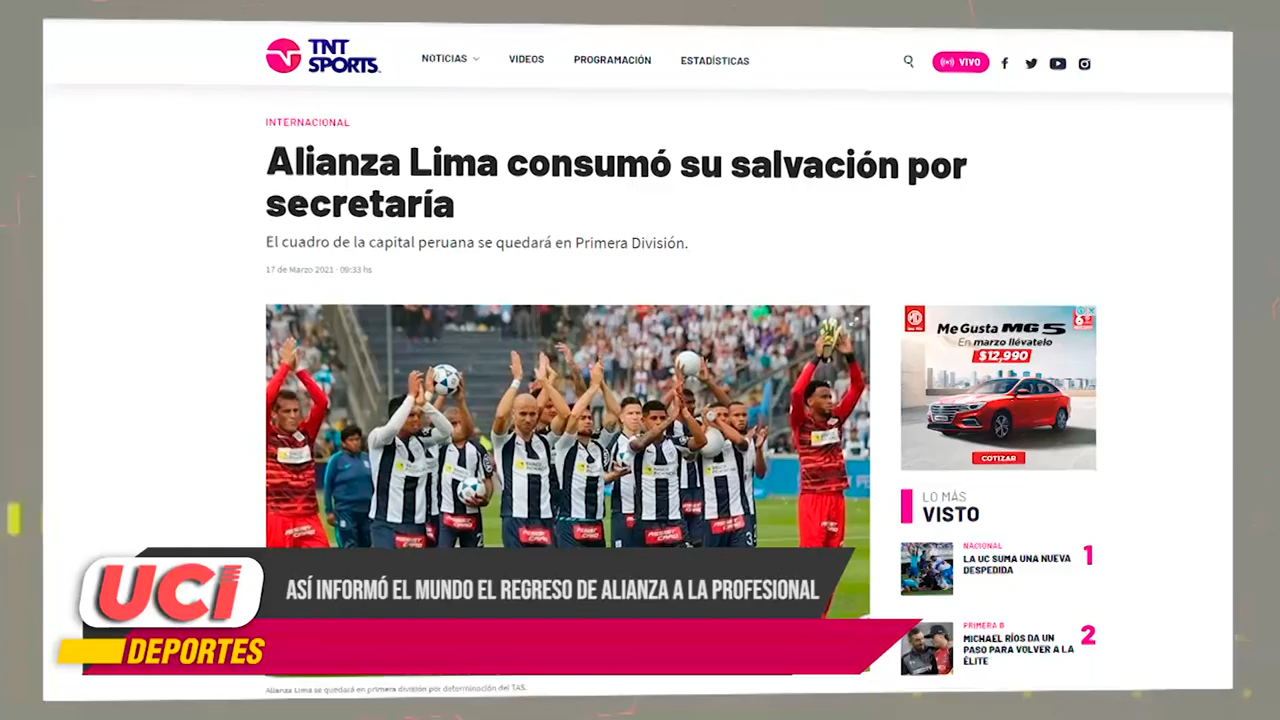 TNT
SPORTS
NOTICIAS
VIDEOS
PROGRAMACIÓN
ESTADÍSTICAS
VIVO
INTERNACIONAL
Alianza Lima consumó su salvación por
secretaría
El cuadro de la capital peruana se quedará en Primera División.
17 de Marzo 2021 · 09:33 hs
MG
Me Gusta MG 5
En marzo llévatelo
$12,990
COTIZAR
LO MÁS
VISTO
NACIONAL
LA UC SUMA UNA NUEVA
DESPEDIDA
1
PRIMERA B
MICHAEL RÍOS DA UN
PASO PARA VOLVER A LA
ÉLITE
2
UCI
DEPORTES
ASÍ INFORMÓ EL MUNDO EL REGRESO DE ALIANZA A LA PROFESIONAL
Alianza Lima se quedará en primera división por determinación del TAS.